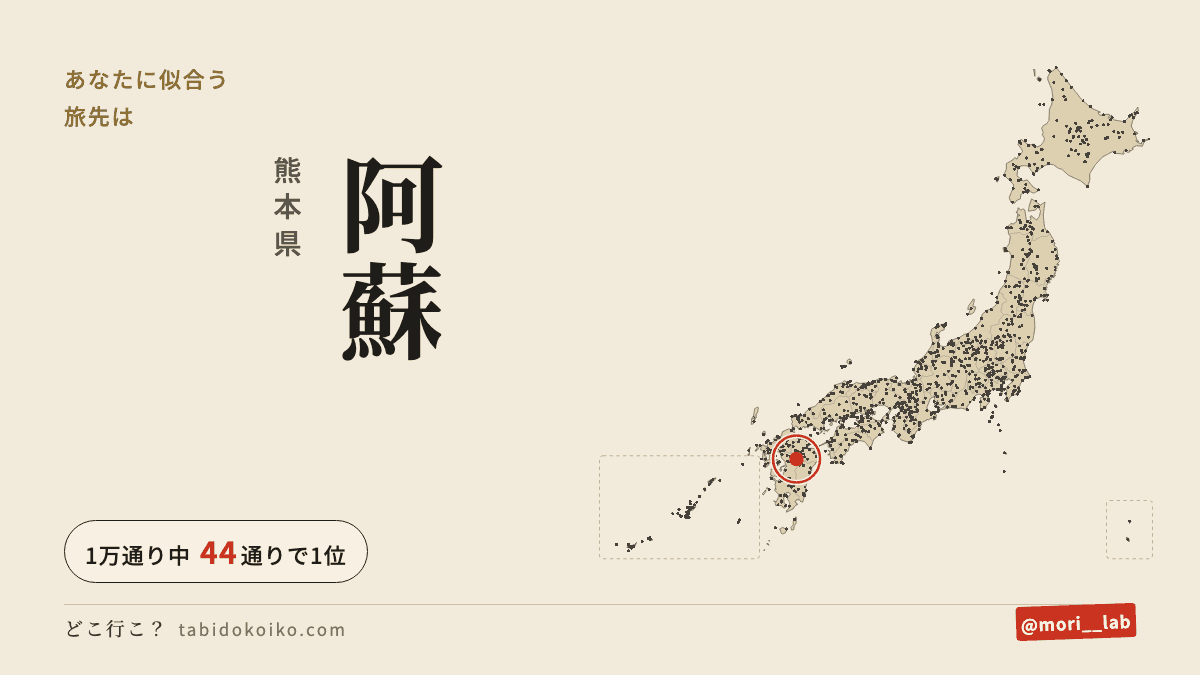 あなたに似合う
旅先は
阿蘇
熊本県
1万通り中 44通りで1位
どこ行こ？ tabidokoiko.com
@mori__lab